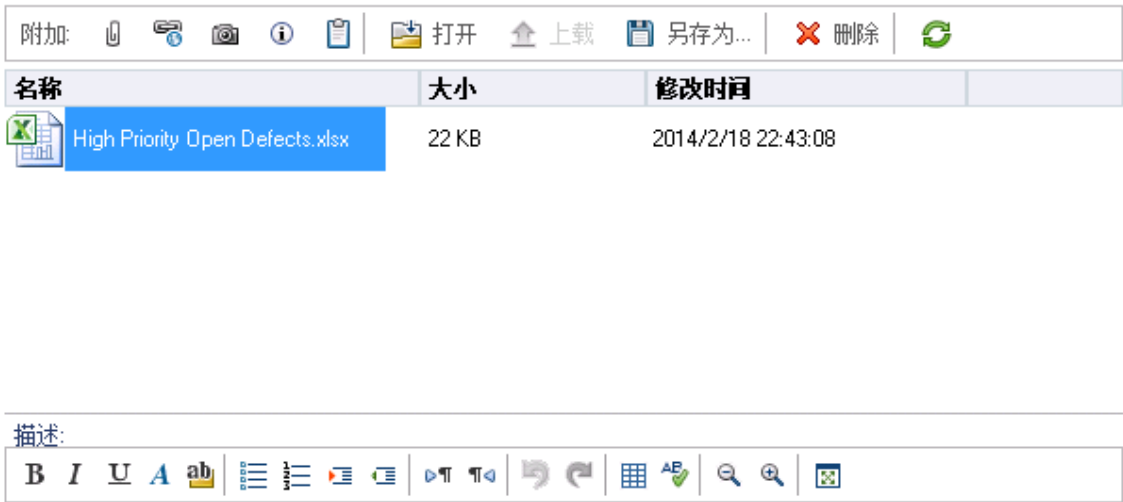 附加: 打开 上载 另存为... 删除
名称 大小 修改时间
High Priority Open Defects.xlsx 22 KB 2014/2/18 22:43:08
描述:
B I U A ab